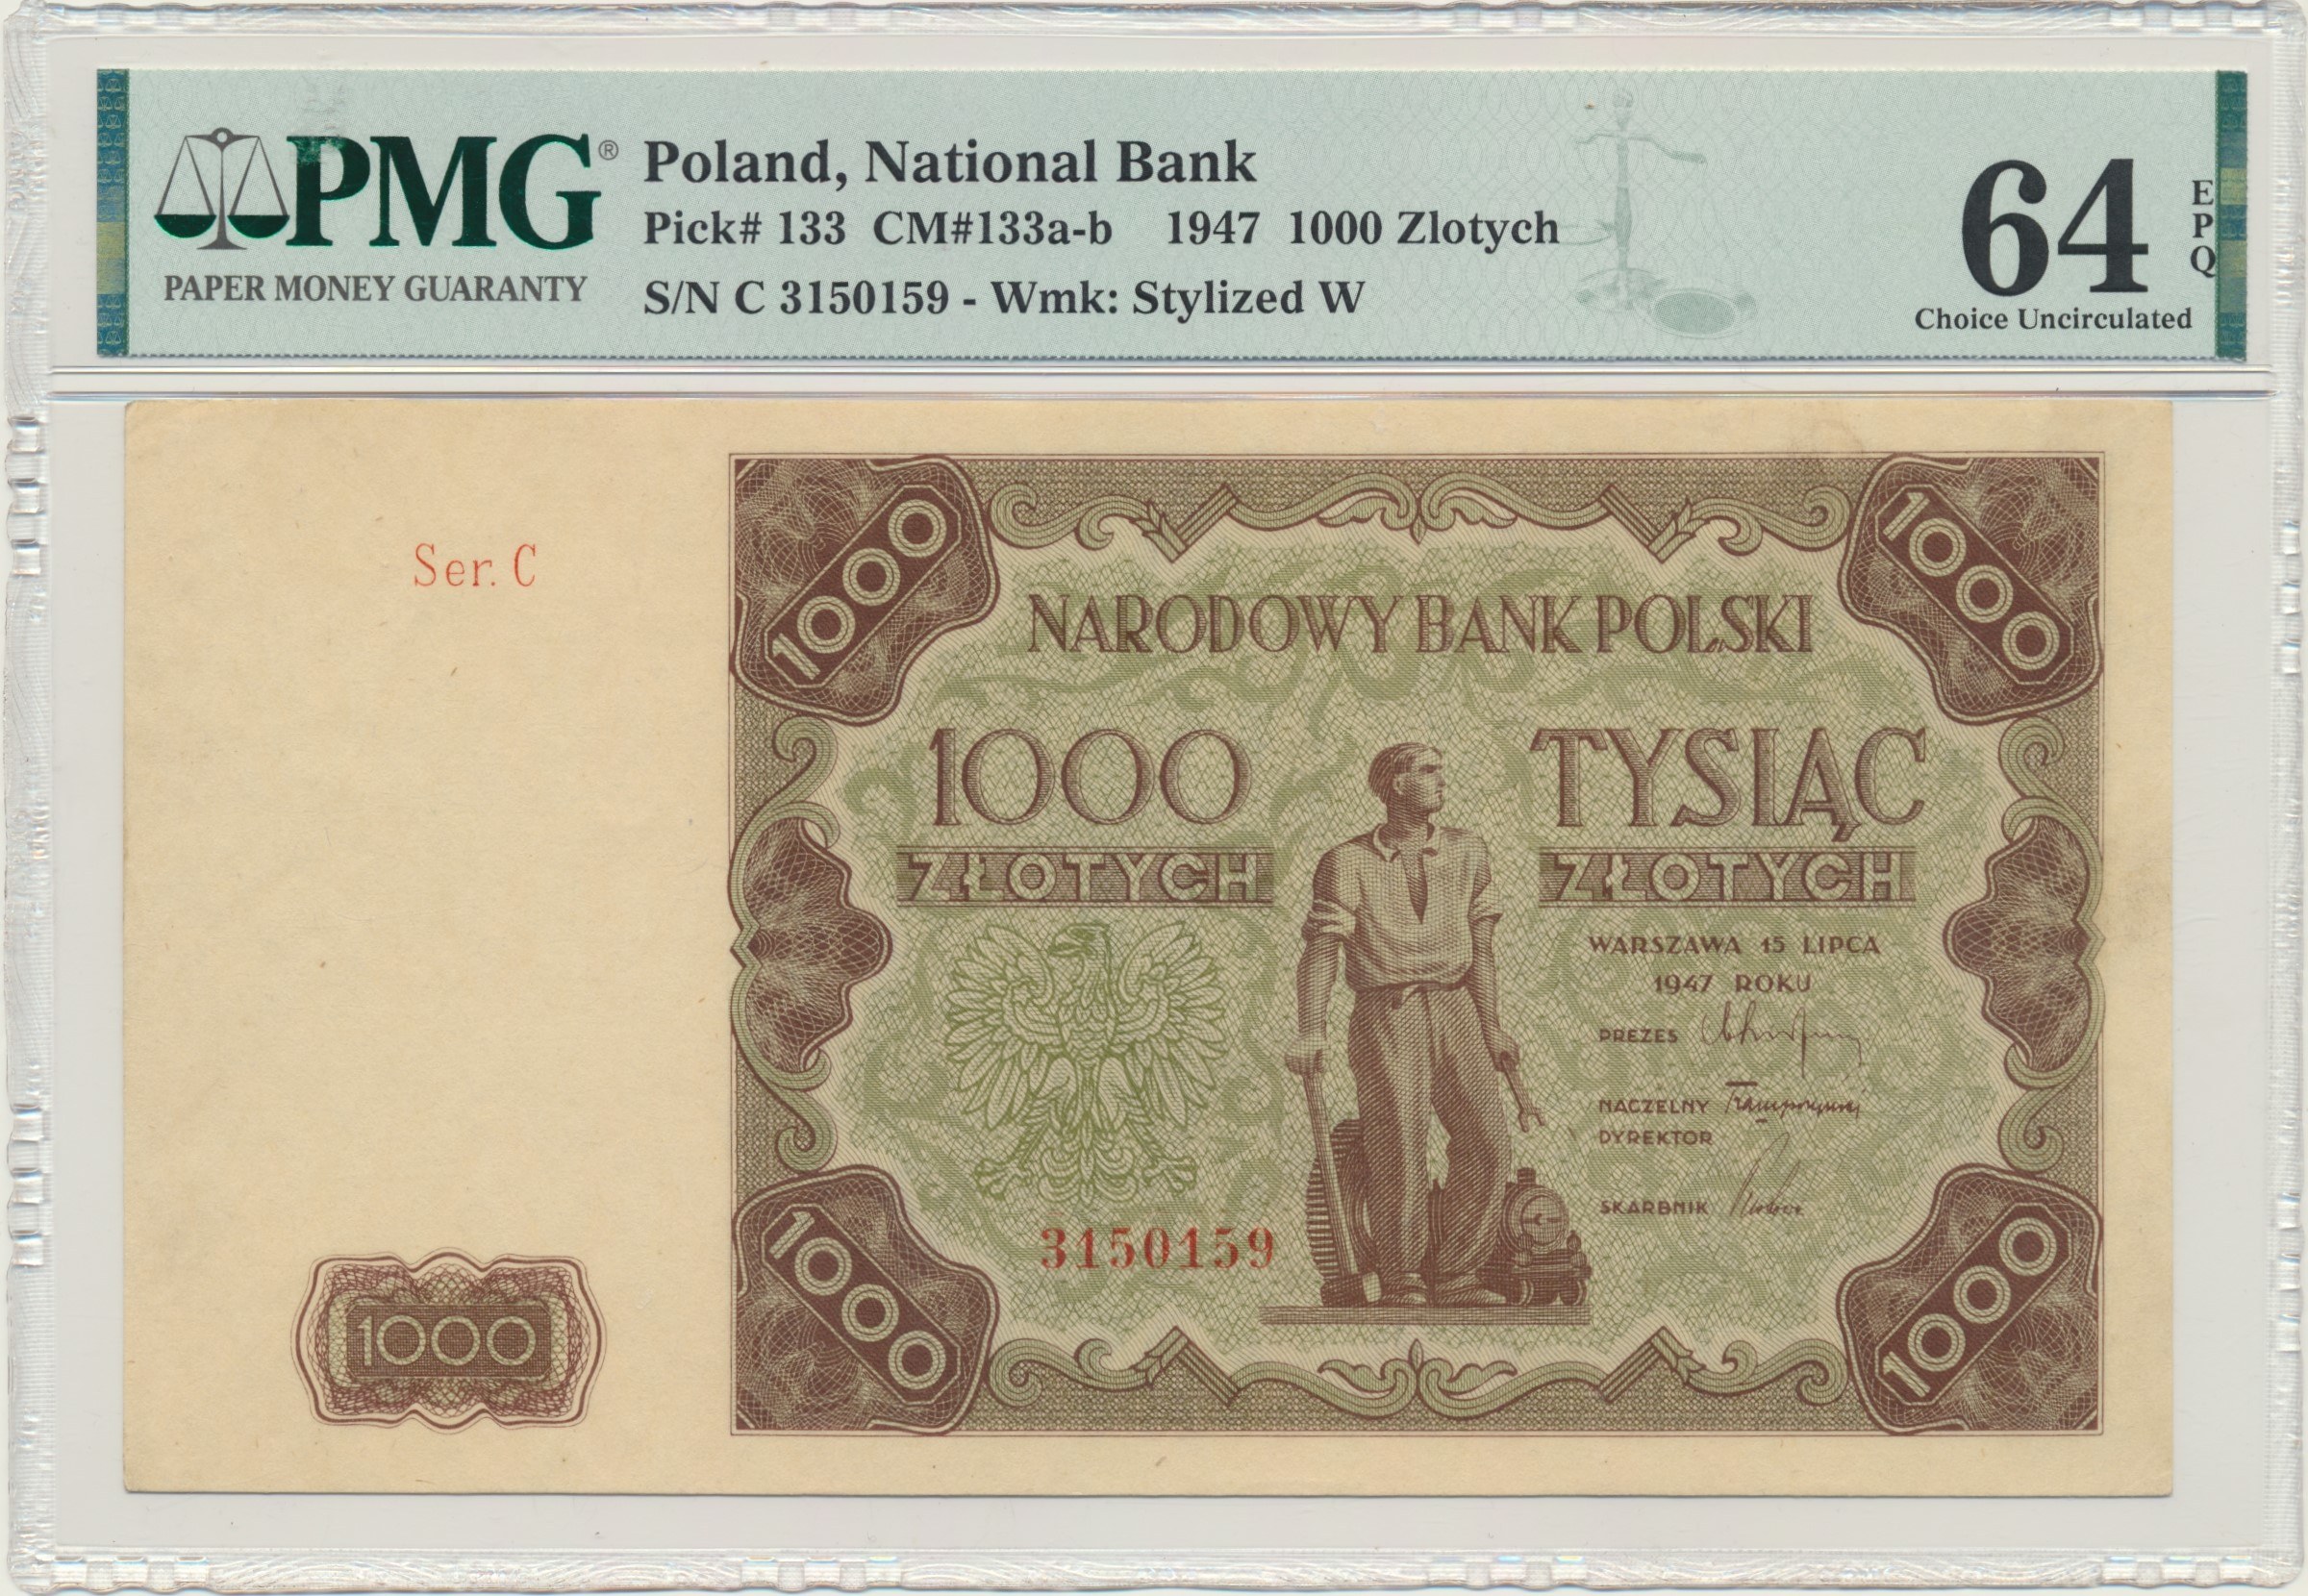 PMG®
PAPER MONEY GUARANTY
Poland, National Bank
Pick# 133 CM#133a-b 1947 1000 Zlotych
S/N C 3150159 - Wmk: Stylized W
64
EPQ
Choice Uncirculated
Ser. C
1000
1000
NARODOWY BANK POLSKI
1000 TYSIĄC
ZŁOTYCH ZŁOTYCH
WARSZAWA 15 LIPCA
1947 ROKU
PREZES
NACZELNY
DYREKTOR
SKARBNIK
3150159
1000
1000
1000